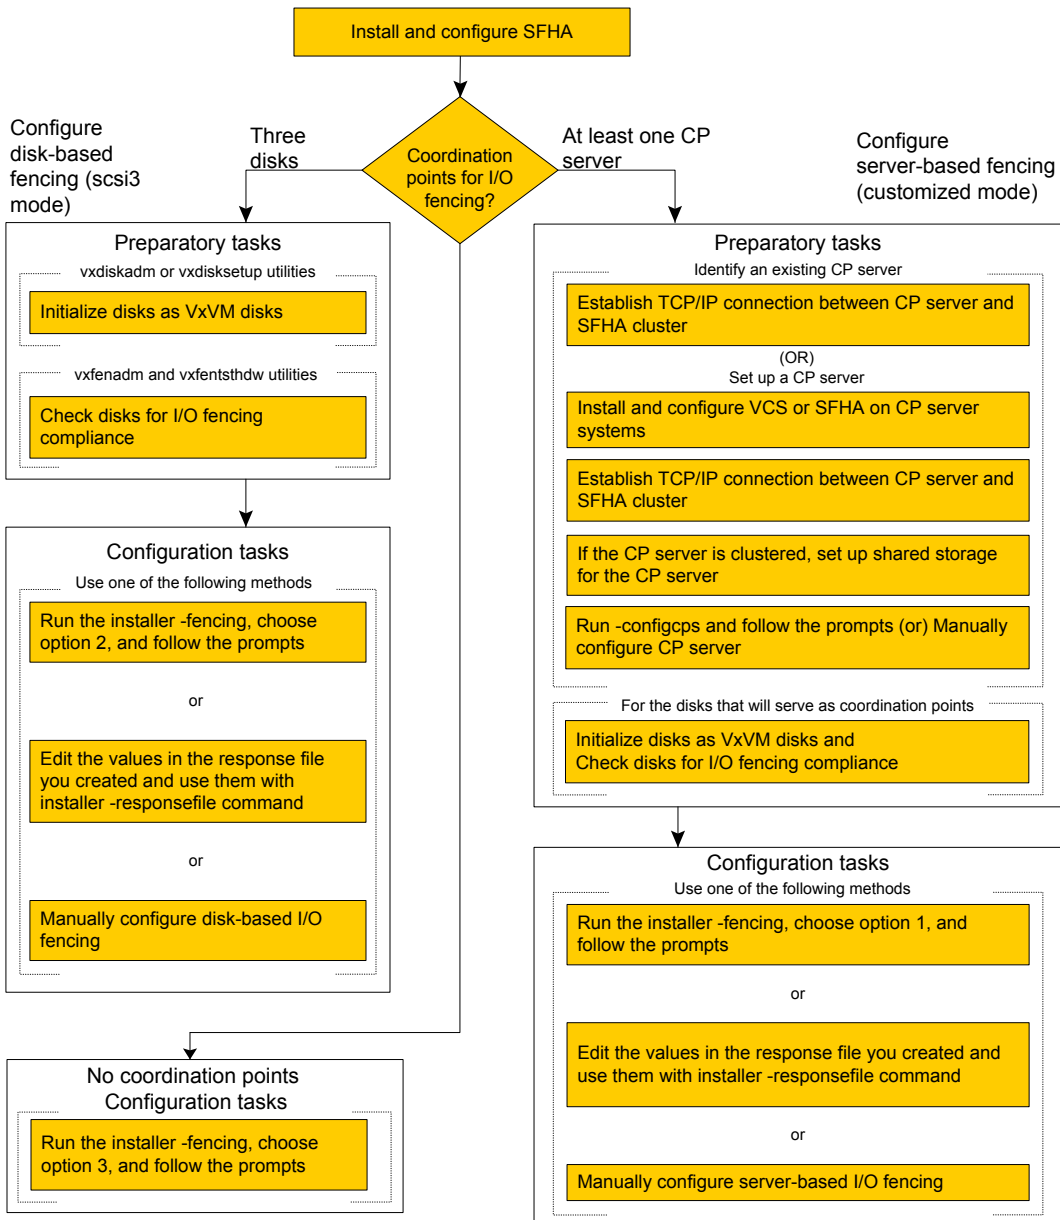 Install and configure SFHA
Coordination
points for I/O
fencing?
Three
disks
At least one CP
server
Configure
disk-based
fencing (scsi3
mode)
Preparatory tasks
vxdiskadm or vxdisksetup utilities
Initialize disks as VxVM disks
vxfenadm and vxfentsthdw utilities
Check disks for I/O fencing
compliance
Configuration tasks
Use one of the following methods
Run the installer -fencing, choose
option 2, and follow the prompts
or
Edit the values in the response file
you created and use them with
installer -responsefile command
or
Manually configure disk-based I/O
fencing
No coordination points
Configuration tasks
Run the installer -fencing, choose
option 3, and follow the prompts
Configure
server-based fencing
(customized mode)
Preparatory tasks
Identify an existing CP server
Establish TCP/IP connection between CP server and
SFHA cluster
(OR)
Set up a CP server
Install and configure VCS or SFHA on CP server
systems
Establish TCP/IP connection between CP server and
SFHA cluster
If the CP server is clustered, set up shared storage
for the CP server
Run -configcps and follow the prompts (or) Manually
configure CP server
For the disks that will serve as coordination points
Initialize disks as VxVM disks and
Check disks for I/O fencing compliance
Configuration tasks
Use one of the following methods
Run the installer -fencing, choose option 1, and
follow the prompts
or
Edit the values in the response file you created and
use them with installer -responsefile command
or
Manually configure server-based I/O fencing